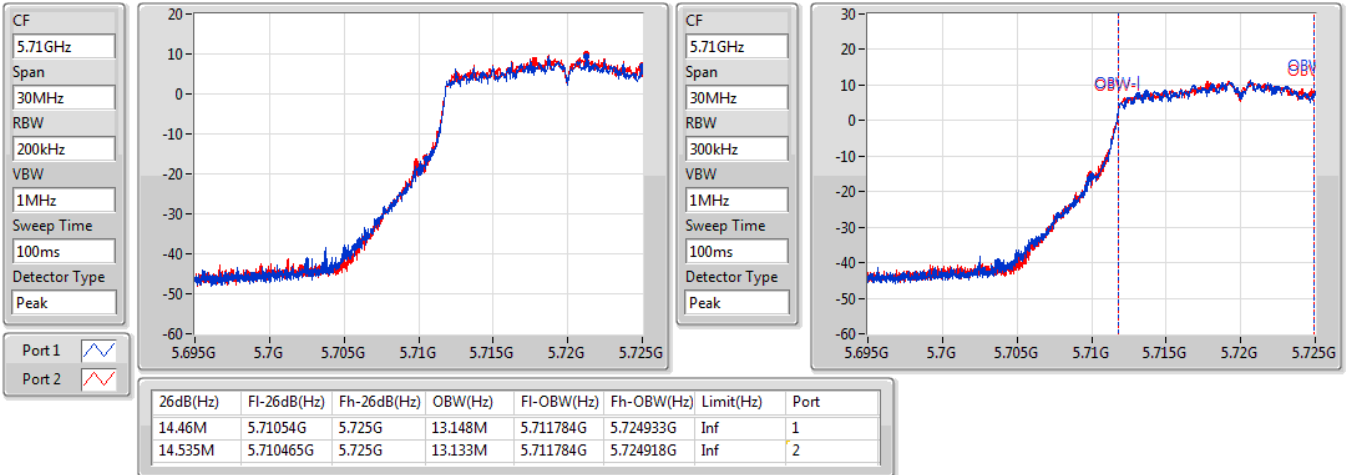 CF
5.71GHz
Span
30MHz
RBW
200kHz
VBW
1MHz
Sweep Time
100ms
Detector Type
Peak
Port 1
Port 2
20
10
0
-10
-20
-30
-40
-50
-60
5.695G 5.7G 5.705G 5.71G 5.715G 5.72G 5.725G
CF
5.71GHz
Span
30MHz
RBW
300kHz
VBW
1MHz
Sweep Time
100ms
Detector Type
Peak
30
20
10
0
-10
-20
-30
-40
-50
-60
OBW-l
OBW
5.695G 5.7G 5.705G 5.71G 5.715G 5.72G 5.725G
26dB(Hz) Fl-26dB(Hz) Fh-26dB(Hz) OBW(Hz) Fl-OBW(Hz) Fh-OBW(Hz) Limit(Hz) Port
14.46M 5.71054G 5.725G 13.148M 5.711784G 5.724933G Inf 1
14.535M 5.710465G 5.725G 13.133M 5.711784G 5.724918G Inf 2